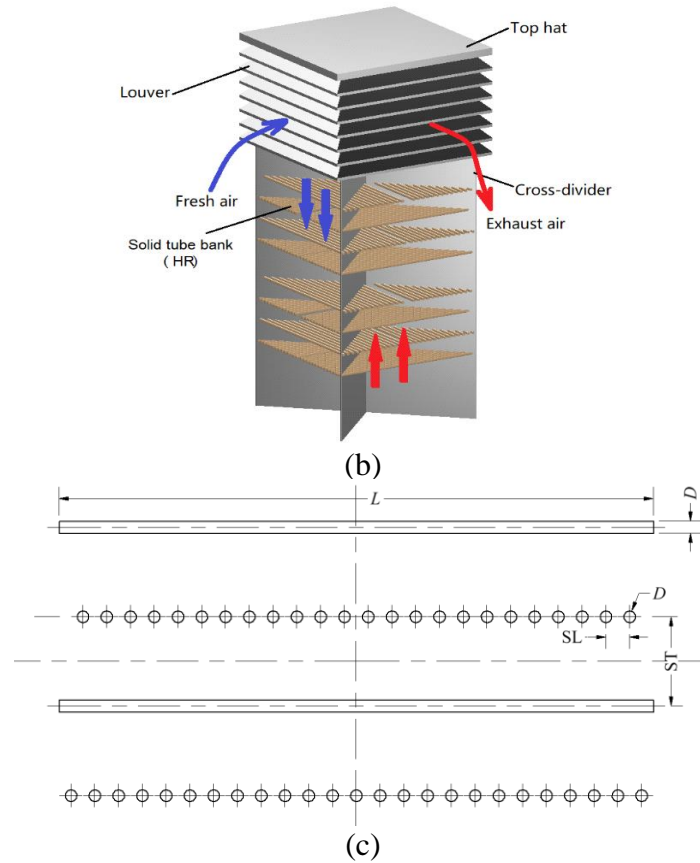 Top hat
Louver
Fresh air
Cross-divider
Exhaust air
Solid tube bank
( HR)
(b)
L
D
D
SL
ST
(c)